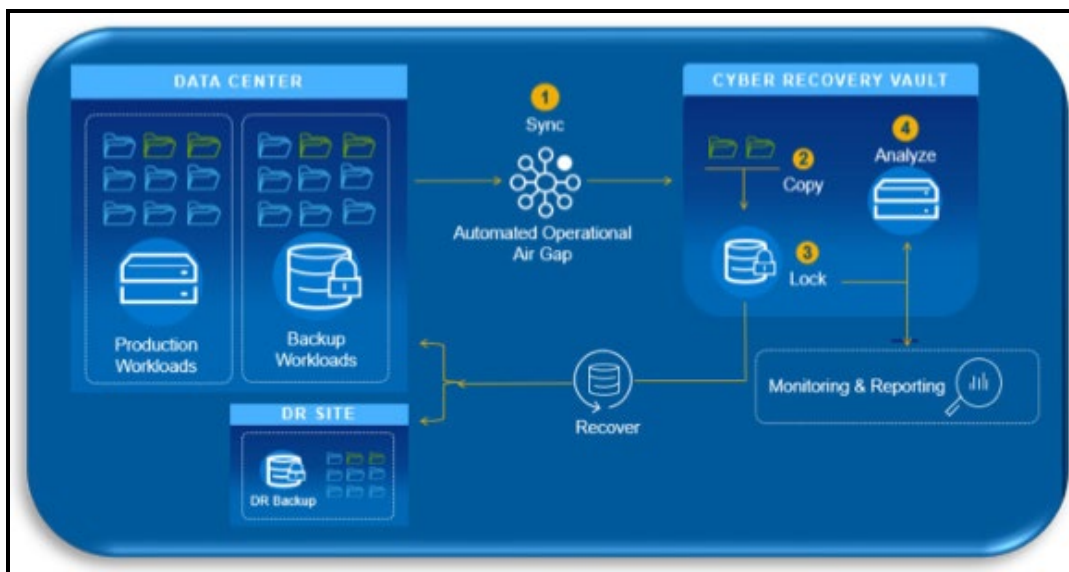 DATA CENTER
Production
Workloads
Backup
Workloads
1
Sync
Automated Operational
Air Gap
CYBER RECOVERY VAULT
2
Copy
3
Lock
4
Analyze
Monitoring & Reporting
Recover
DR SITE
DR Backup